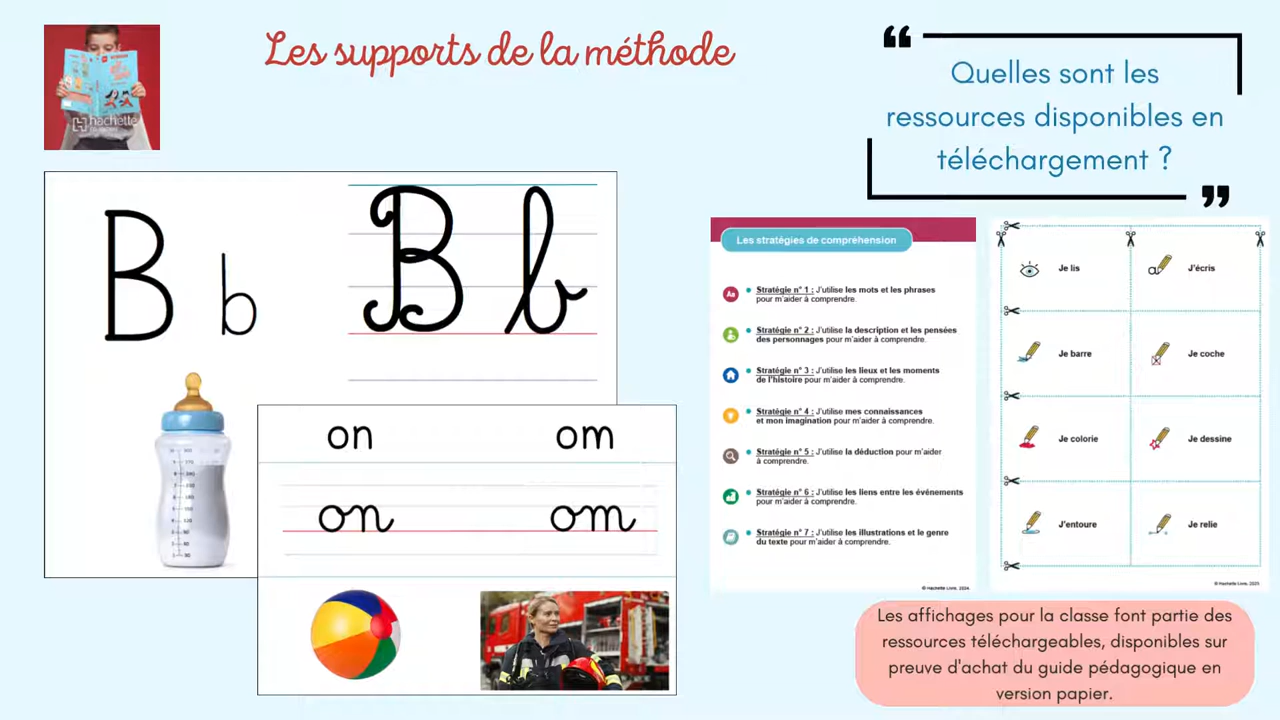 Les supports de la méthode
hachette
Quelles sont les
ressources disponibles en
téléchargement ?
B b
B b
on om
on om
Les stratégies de compréhension
Stratégie n° 1 : J'utilise les mots et les phrases
pour m'aider à comprendre.
Stratégie n° 2 : J'utilise la description et les pensées
des personnages pour m'aider à comprendre.
Stratégie n° 3 : J'utilise les lieux et les moments
de l'histoire pour m'aider à comprendre.
Stratégie n° 4 : J'utilise mes connaissances
et mon imagination pour m'aider à comprendre.
Stratégie n° 5 : J'utilise la déduction pour m'aider
à comprendre.
Stratégie n° 6 : J'utilise les liens entre les événements
pour m'aider à comprendre.
Stratégie n° 7 : J'utilise les illustrations et le genre
du texte pour m'aider à comprendre.
© Hachette Livre, 2024
Je lis
J'écris
Je barre
Je coche
Je colorie
Je dessine
J'entoure
Je relie
© Hachette Livre, 2023
Les affichages pour la classe font partie des
ressources téléchargeables, disponibles sur
preuve d'achat du guide pédagogique en
version papier.